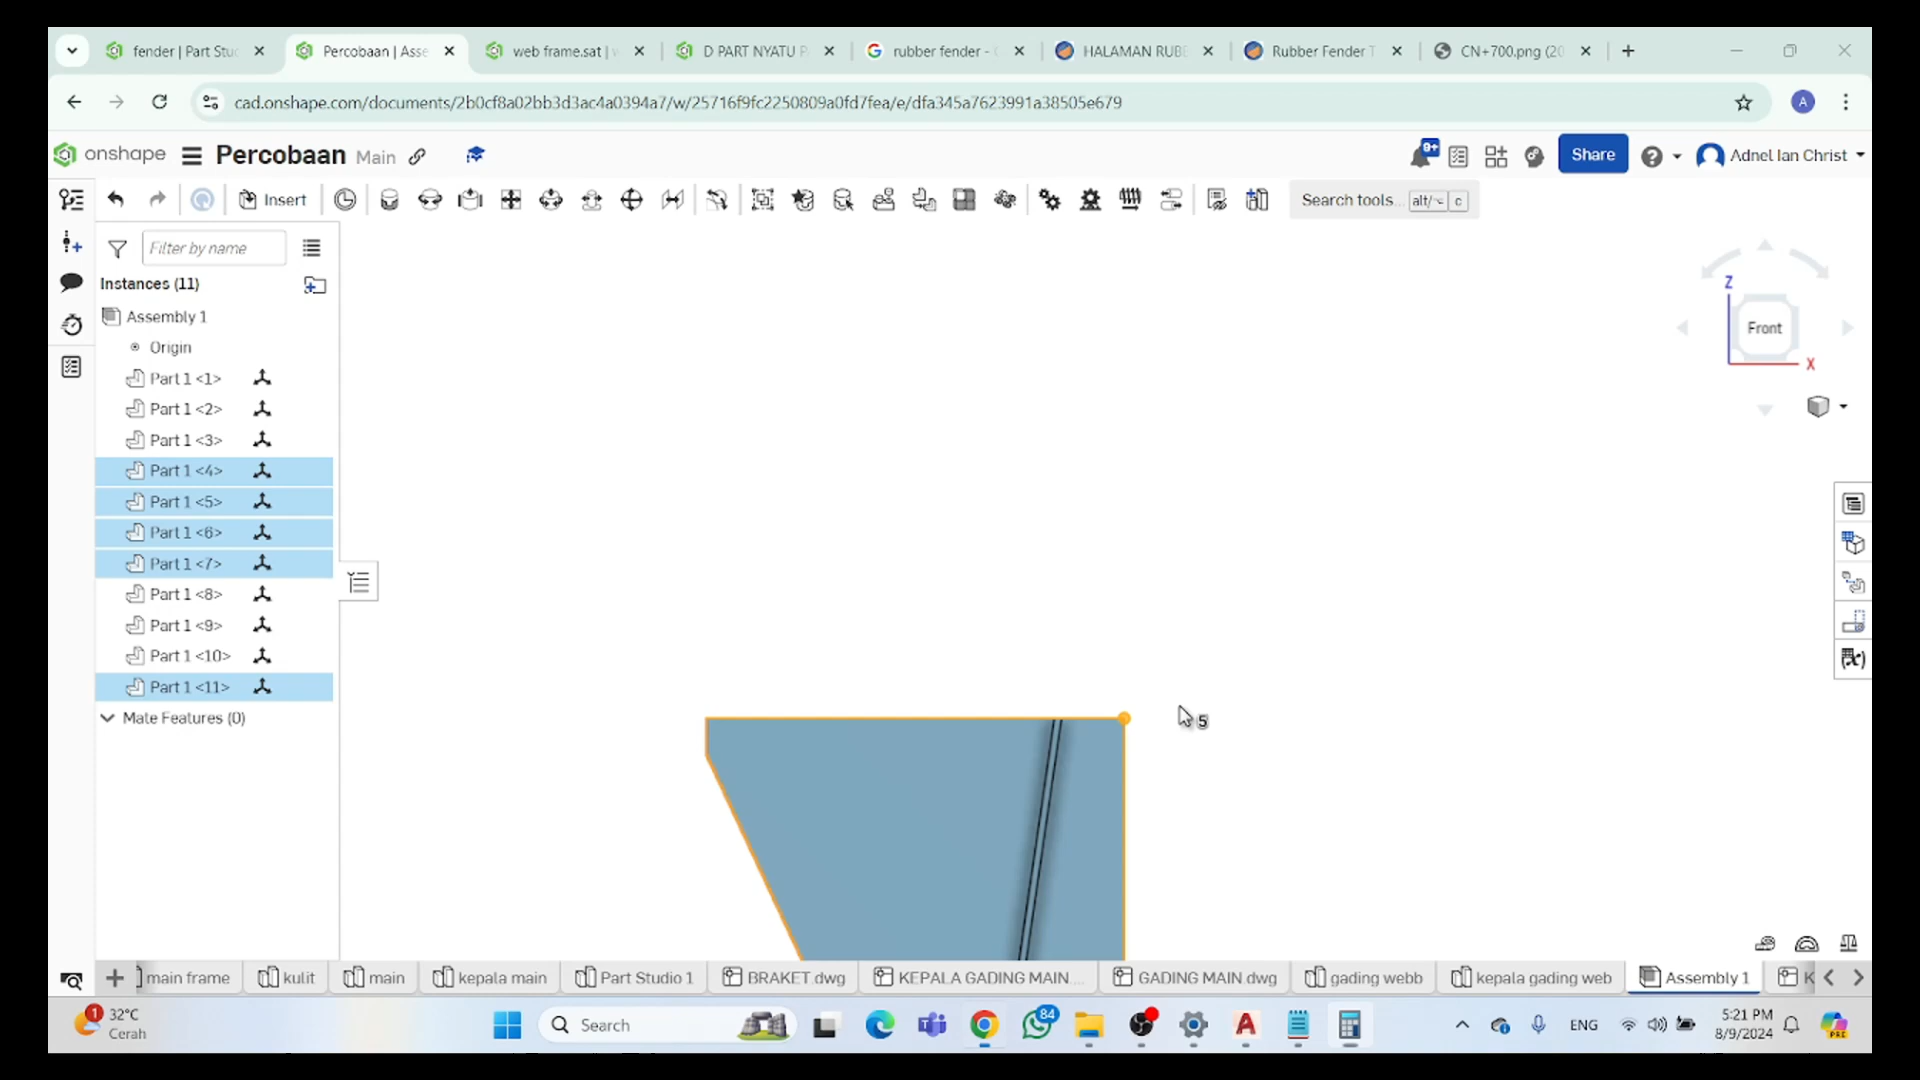 fender | Part Stu
Percobaan | Asse
web frame.sat | w
D PART NYATU P
rubber fender - G
HALAMAN RUBB
Rubber Fender T
CN+700.png (20
cad.onshape.com/documents/2b0cf8a02bb3d3ac4a0394a7/w/25716f9fc2250809a0fd7fea/e/dfa345a7623991a38505e679
A
onshape
Percobaan
Main
9+
Share
Adnel Ian Christ
Insert
Search tools... alt/⌥ c
Filter by name
Instances (11)
Assembly 1
Origin
Part 1 <1>
Part 1 <2>
Part 1 <3>
Part 1 <4>
Part 1 <5>
Part 1 <6>
Part 1 <7>
Part 1 <8>
Part 1 <9>
Part 1 <10>
Part 1 <11>
Mate Features (0)
Z
Front
X
5
main frame
kulit
main
kepala main
Part Studio 1
BRAKET dwg
KEPALA GADING MAIN....
GADING MAIN.dwg
gading webb
kepala gading web
Assembly 1
K
1
32°C
Cerah
Search
84
ENG
5:21 PM
8/9/2024
PRE